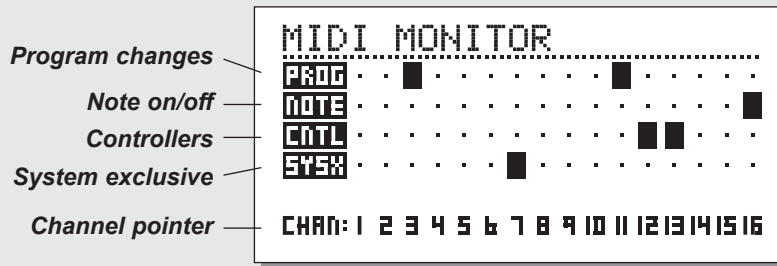 MIDI MONITOR
Program changes PROG
Note on/off NOTE
Controllers CNTL
System exclusive SYSX
Channel pointer CHAN: 1 2 3 4 5 6 7 8 9 10 11 12 13 14 15 16